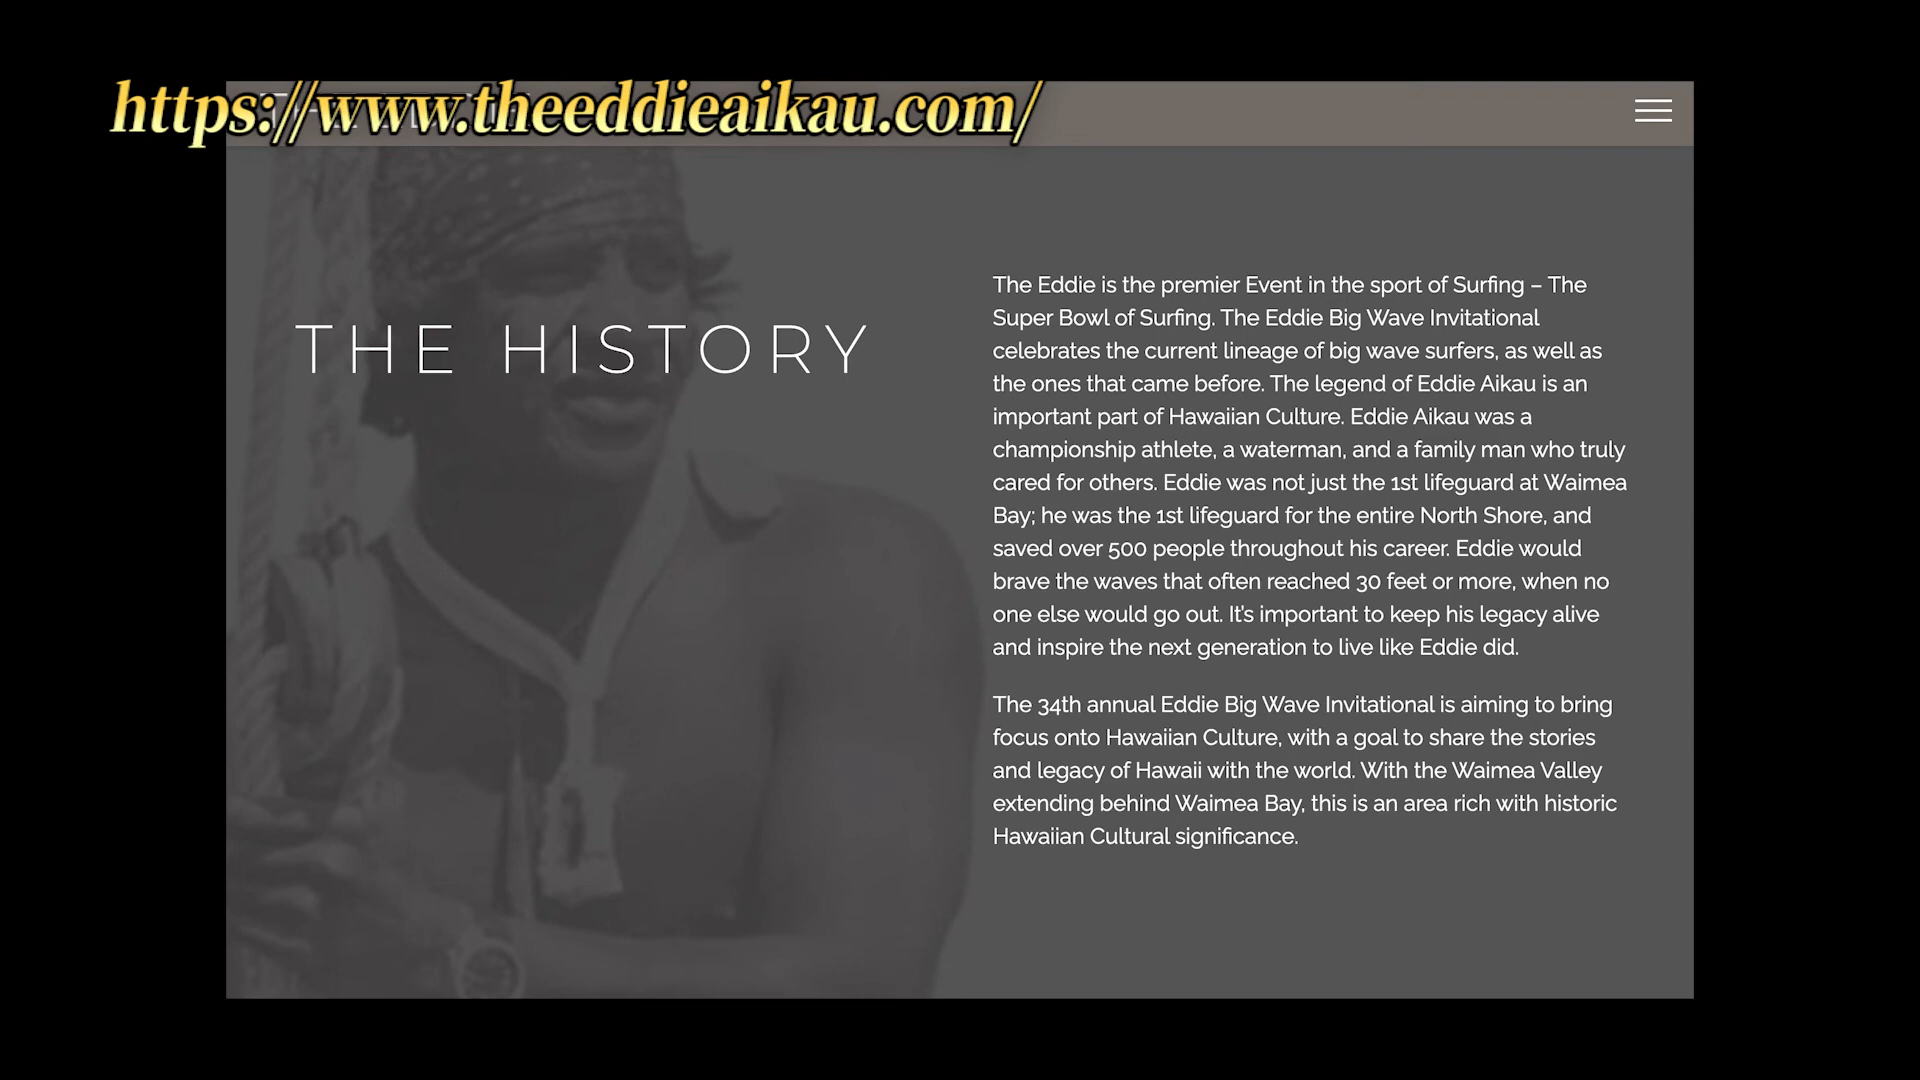 https://www.theeddieaikau.com/
THE HISTORY
The Eddie is the premier Event in the sport of Surfing – The
Super Bowl of Surfing. The Eddie Big Wave Invitational
celebrates the current lineage of big wave surfers, as well as
the ones that came before. The legend of Eddie Aikau is an
important part of Hawaiian Culture. Eddie Aikau was a
championship athlete, a waterman, and a family man who truly
cared for others. Eddie was not just the 1st lifeguard at Waimea
Bay; he was the 1st lifeguard for the entire North Shore, and
saved over 500 people throughout his career. Eddie would
brave the waves that often reached 30 feet or more, when no
one else would go out. It's important to keep his legacy alive
and inspire the next generation to live like Eddie did.
The 34th annual Eddie Big Wave Invitational is aiming to bring
focus onto Hawaiian Culture, with a goal to share the stories
and legacy of Hawaii with the world. With the Waimea Valley
extending behind Waimea Bay, this is an area rich with historic
Hawaiian Cultural significance.